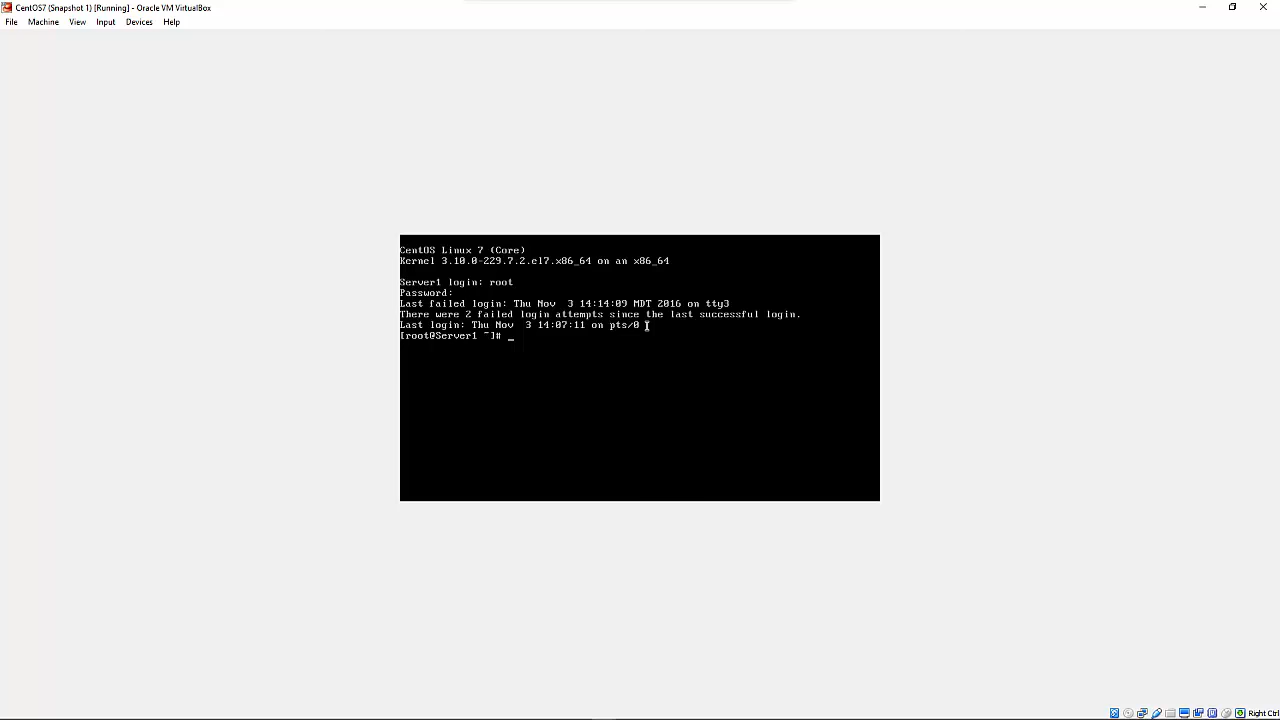 CentOS7 (Snapshot 1) [Running] - Oracle VM VirtualBox
File Machine View Input Devices Help
CentOS Linux 7 (Core)
Kernel 3.10.0-229.7.2.el7.x86_64 on an x86_64
Server1 login: root
Password:
Last failed login: Thu Nov  3 14:14:09 MDT 2016 on tty3
There were 2 failed login attempts since the last successful login.
Last login: Thu Nov  3 14:07:11 on pts/0
[root@Server1 ~]# _
Right Ctrl